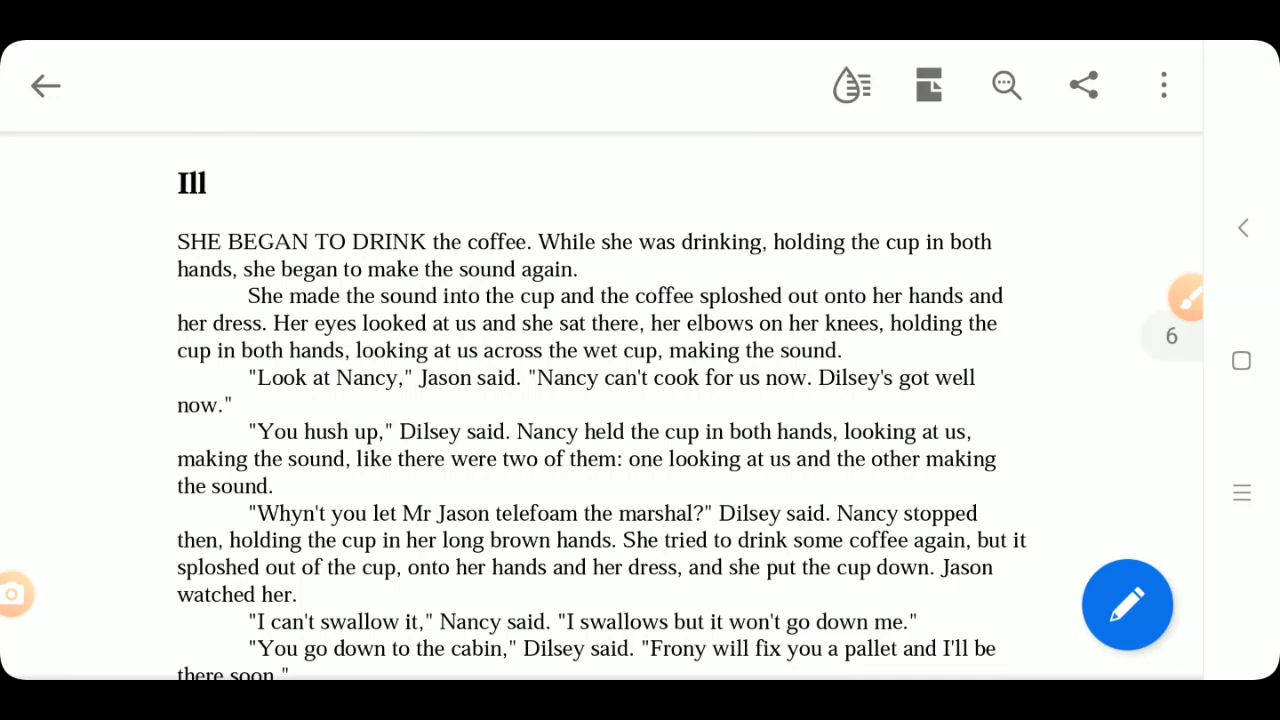 Ill
SHE BEGAN TO DRINK the coffee. While she was drinking, holding the cup in both
hands, she began to make the sound again.
She made the sound into the cup and the coffee sploshed out onto her hands and
her dress. Her eyes looked at us and she sat there, her elbows on her knees, holding the
cup in both hands, looking at us across the wet cup, making the sound.
"Look at Nancy," Jason said. "Nancy can't cook for us now. Dilsey's got well
now."
"You hush up," Dilsey said. Nancy held the cup in both hands, looking at us,
making the sound, like there were two of them: one looking at us and the other making
the sound.
"Whyn't you let Mr Jason telefoam the marshal?" Dilsey said. Nancy stopped
then, holding the cup in her long brown hands. She tried to drink some coffee again, but it
sploshed out of the cup, onto her hands and her dress, and she put the cup down. Jason
watched her.
"I can't swallow it," Nancy said. "I swallows but it won't go down me."
"You go down to the cabin," Dilsey said. "Frony will fix you a pallet and I'll be
there soon."
6